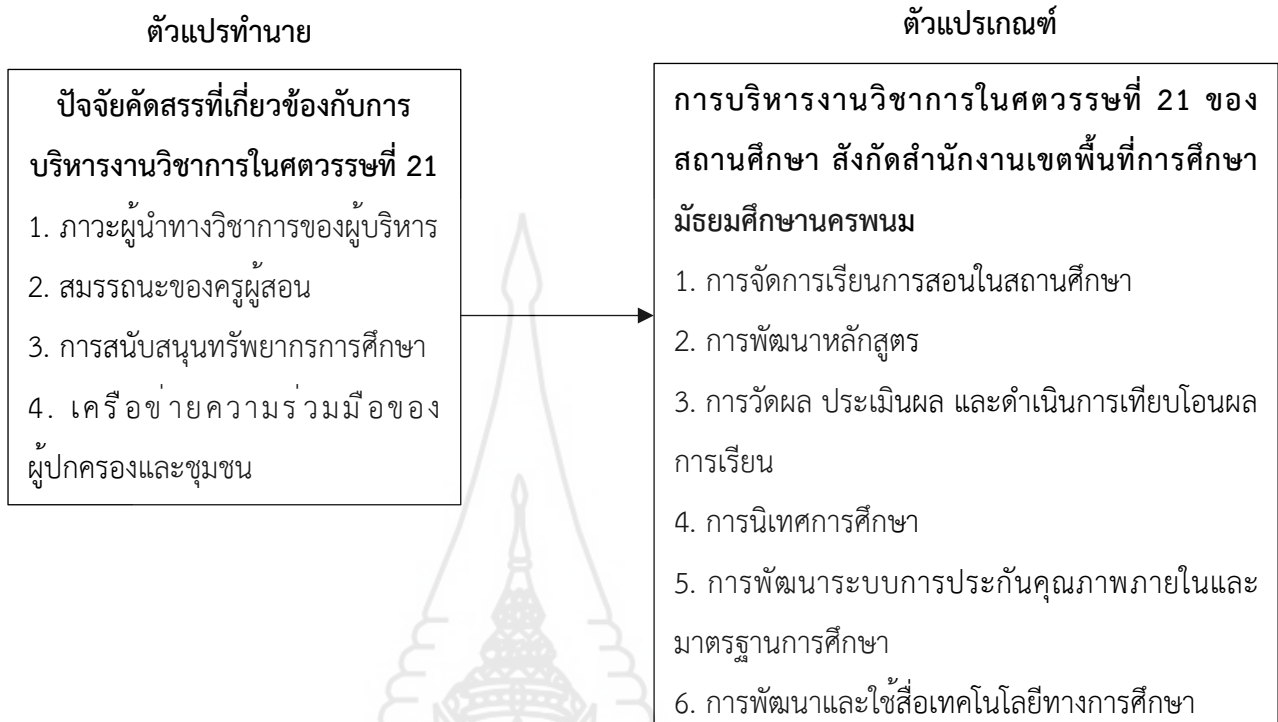 ตัวแปรทำนาย
ปัจจัยคัดสรรที่เกี่ยวข้องกับการ
บริหารงานวิชาการในศตวรรษที่ 21
1. ภาวะผู้นำทางวิชาการของผู้บริหาร
2. สมรรถนะของครูผู้สอน
3. การสนับสนุนทรัพยากรการศึกษา
4. เครือข่ายความร่วมมือของ
ผู้ปกครองและชุมชน
ตัวแปรเกณฑ์
การบริหารงานวิชาการในศตวรรษที่ 21 ของ
สถานศึกษา สังกัดสำนักงานเขตพื้นที่การศึกษา
มัธยมศึกษานครพนม
1. การจัดการเรียนการสอนในสถานศึกษา
2. การพัฒนาหลักสูตร
3. การวัดผล ประเมินผล และดำเนินการเทียบโอนผล
การเรียน
4. การนิเทศการศึกษา
5. การพัฒนาระบบการประกันคุณภาพภายในและ
มาตรฐานการศึกษา
6. การพัฒนาและใช้สื่อเทคโนโลยีทางการศึกษา